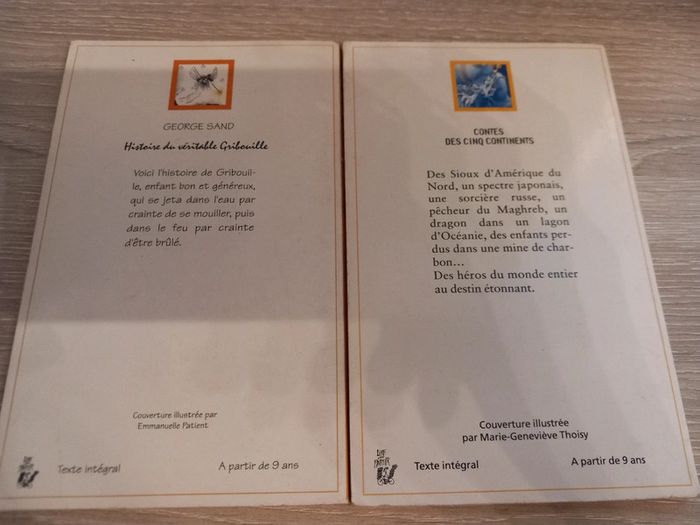 GEORGE SAND
Histoire du véritable Gribouille
Voici l'histoire de Gribouil-
le, enfant bon et généreux,
qui se jeta dans l'eau par
crainte de se mouiller, puis
dans le feu par crainte
d'être brûlé.
Couverture illustrée par
Emmanuelle Patient
Texte intégral
A partir de 9 ans
CONTES
DES CINQ CONTINENTS
Des Sioux d'Amérique du
Nord, un spectre japonais,
une sorcière russe, un
pêcheur du Maghreb, un
dragon dans un lagon
d'Océanie, des enfants per-
dus dans une mine de char-
bon...
Des héros du monde entier
au destin étonnant.
Couverture illustrée
par Marie-Geneviève Thoisy
Texte intégral
A partir de 9 ans